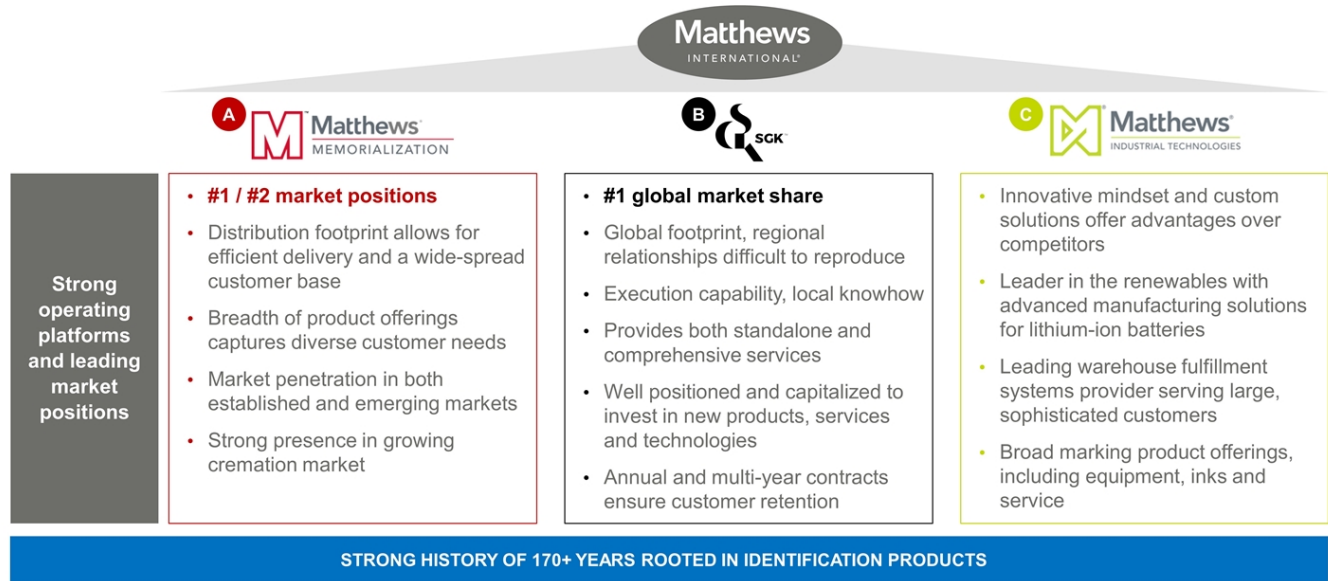 Matthews
INTERNATIONAL®
A
M™ Matthews®
MEMORIALIZATION
B
SGK™
C
Matthews®
INDUSTRIAL TECHNOLOGIES
Strong
operating
platforms
and leading
market
positions
• #1 / #2 market positions
• Distribution footprint allows for
efficient delivery and a wide-spread
customer base
• Breadth of product offerings
captures diverse customer needs
• Market penetration in both
established and emerging markets
• Strong presence in growing
cremation market
• #1 global market share
• Global footprint, regional
relationships difficult to reproduce
• Execution capability, local knowhow
• Provides both standalone and
comprehensive services
• Well positioned and capitalized to
invest in new products, services
and technologies
• Annual and multi-year contracts
ensure customer retention
• Innovative mindset and custom
solutions offer advantages over
competitors
• Leader in the renewables with
advanced manufacturing solutions
for lithium-ion batteries
• Leading warehouse fulfillment
systems provider serving large,
sophisticated customers
• Broad marking product offerings,
including equipment, inks and
service
STRONG HISTORY OF 170+ YEARS ROOTED IN IDENTIFICATION PRODUCTS